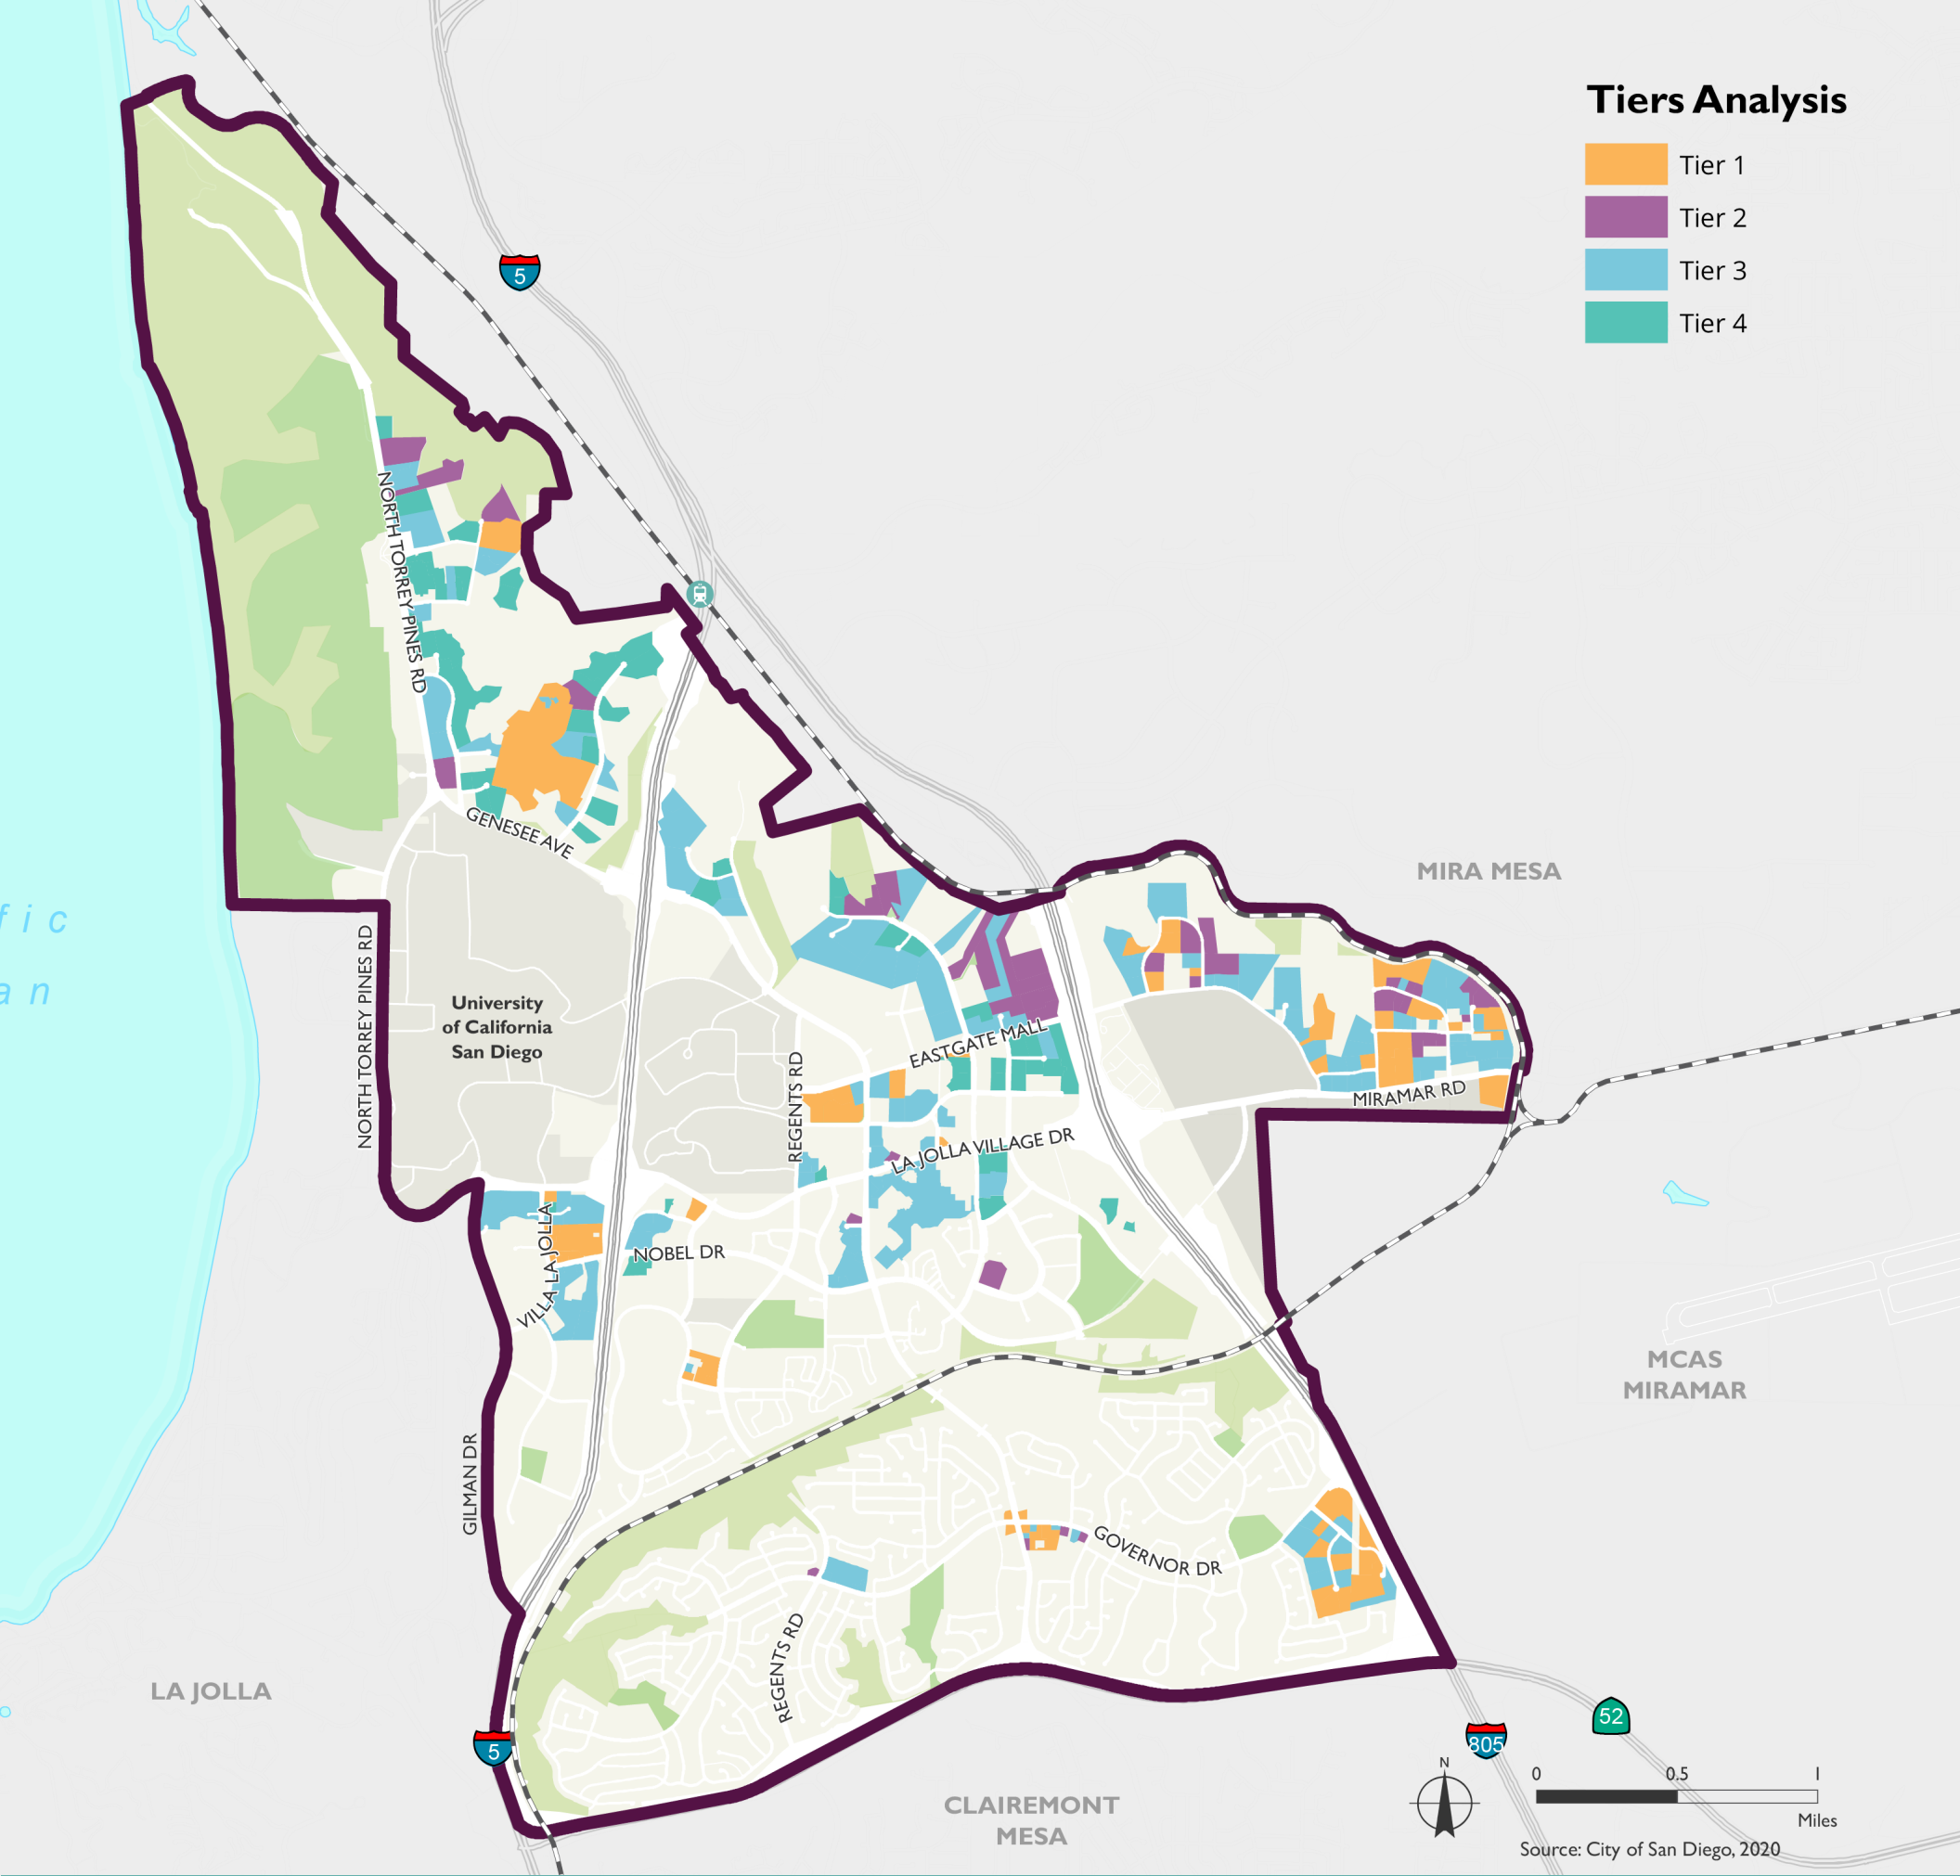 Tiers Analysis
Tier 1
Tier 2
Tier 3
Tier 4
5
NORTH TORREY PINES RD
GENESEE AVE
MIRA MESA
fic
an
NORTH TORREY PINES RD
University
of California
San Diego
REGENTS RD
EASTGATE MALL
MIRAMAR RD
LA JOLLA VILLAGE DR
VILLA LA JOLLA
NOBEL DR
MCAS
MIRAMAR
GILMAN DR
GOVERNOR DR
REGENTS RD
LA JOLLA
5
805
52
CLAIREMONT
MESA
N
0 0.5 1
Miles
Source: City of San Diego, 2020